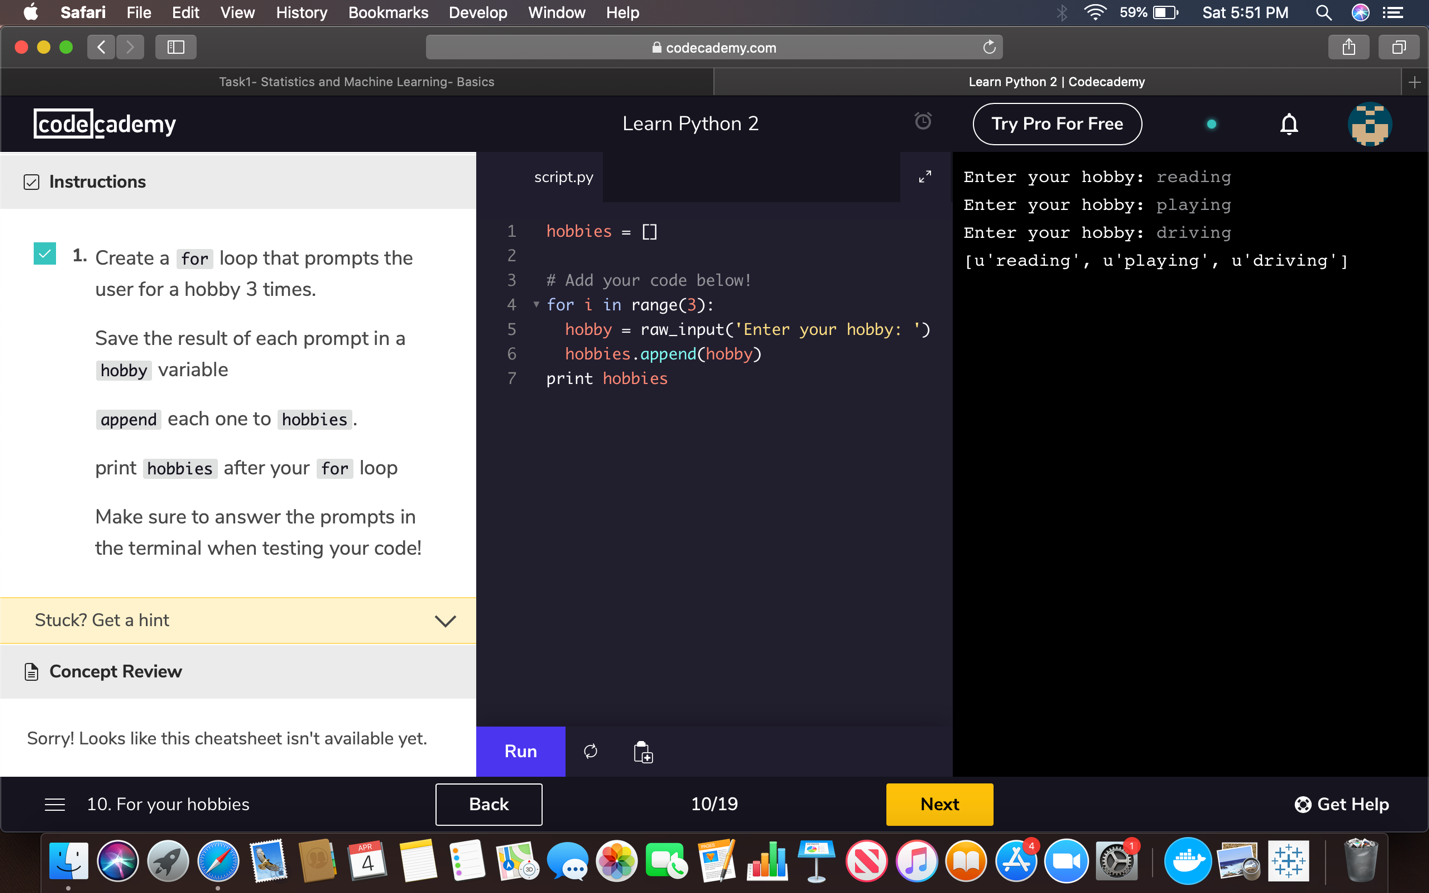 Safari File Edit View History Bookmarks Develop Window Help 59% Sat 5:51 PM
codecademy.com
Task1- Statistics and Machine Learning- Basics
Learn Python 2 | Codecademy
codecademy
Learn Python 2
Try Pro For Free
Instructions
1. Create a for loop that prompts the
user for a hobby 3 times.
Save the result of each prompt in a
hobby variable
append each one to hobbies.
print hobbies after your for loop
Make sure to answer the prompts in
the terminal when testing your code!
Stuck? Get a hint
Concept Review
Sorry! Looks like this cheatsheet isn't available yet.
script.py
1 hobbies = []
2
3 # Add your code below!
4 for i in range(3):
5 hobby = raw_input('Enter your hobby: ')
6 hobbies.append(hobby)
7 print hobbies
Run
Enter your hobby: reading
Enter your hobby: playing
Enter your hobby: driving
[u'reading', u'playing', u'driving']
10. For your hobbies
Back
10/19
Next
Get Help
APR
4
3D
4
1